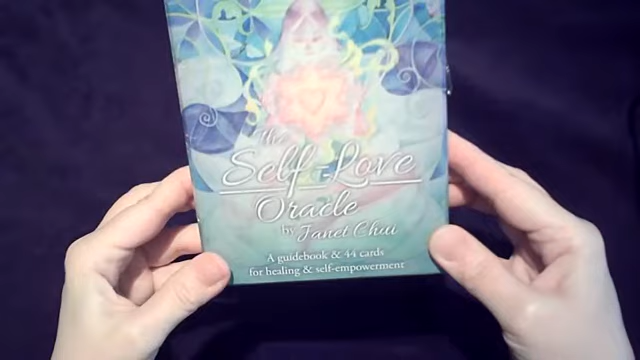 The
Self-Love
Oracle
by Janet Chui
A guidebook & 44 cards
for healing & self-empowerment